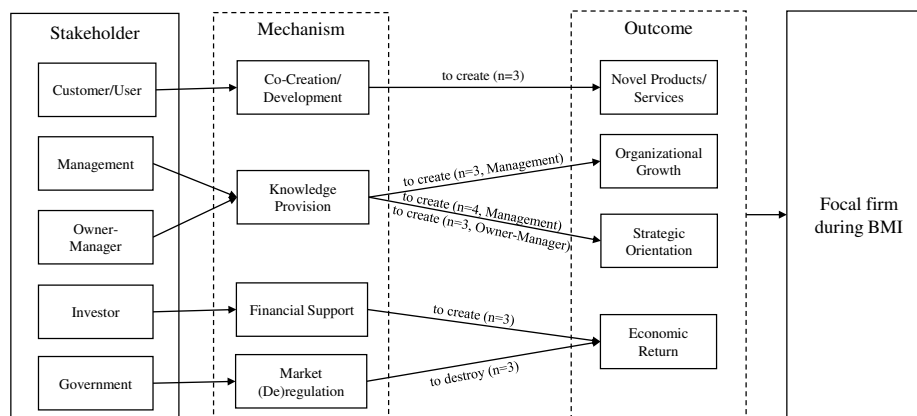 Stakeholder
Customer/User
Management
Owner-
Manager
Investor
Government
Mechanism
Co-Creation/
Development
Knowledge
Provision
Financial Support
Market
(De)regulation
to create (n=3)
to create (n=3, Management)
to create (n=4, Management)
to create (n=3, Owner-Manager)
to create (n=3)
to destroy (n=3)
Outcome
Novel Products/
Services
Organizational
Growth
Strategic
Orientation
Economic
Return
Focal firm
during BMI